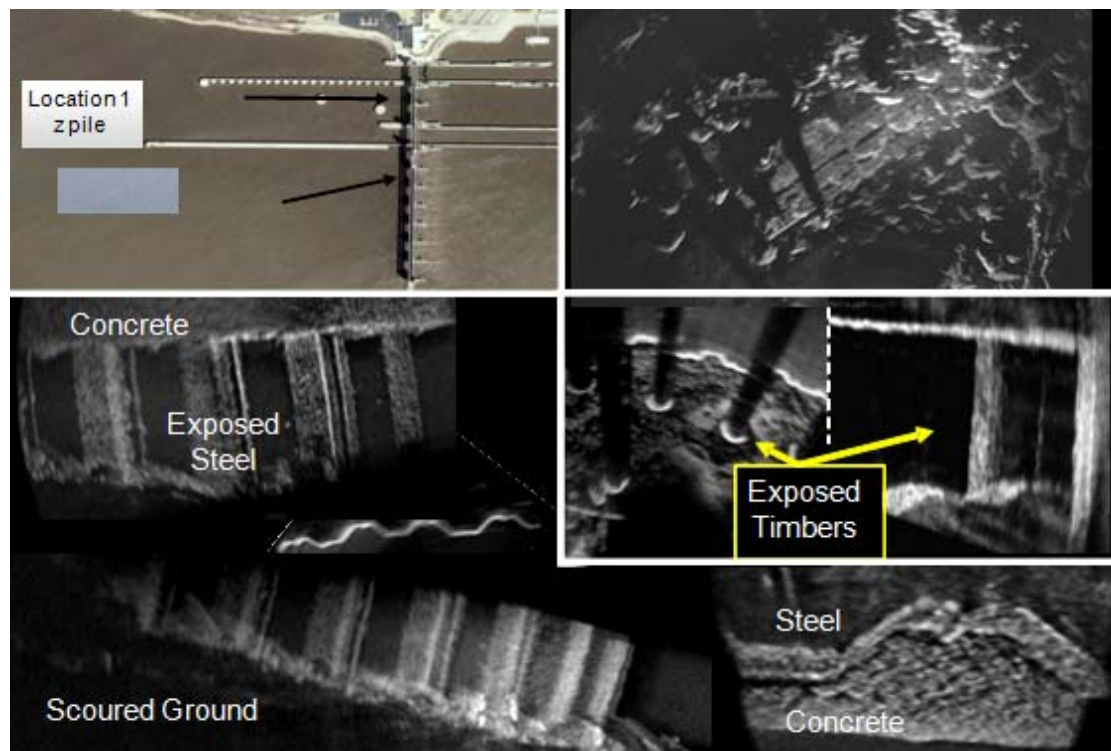 Location 1
z pile
Concrete
Exposed
Steel
Exposed
Timbers
Scoured Ground
Steel
Concrete